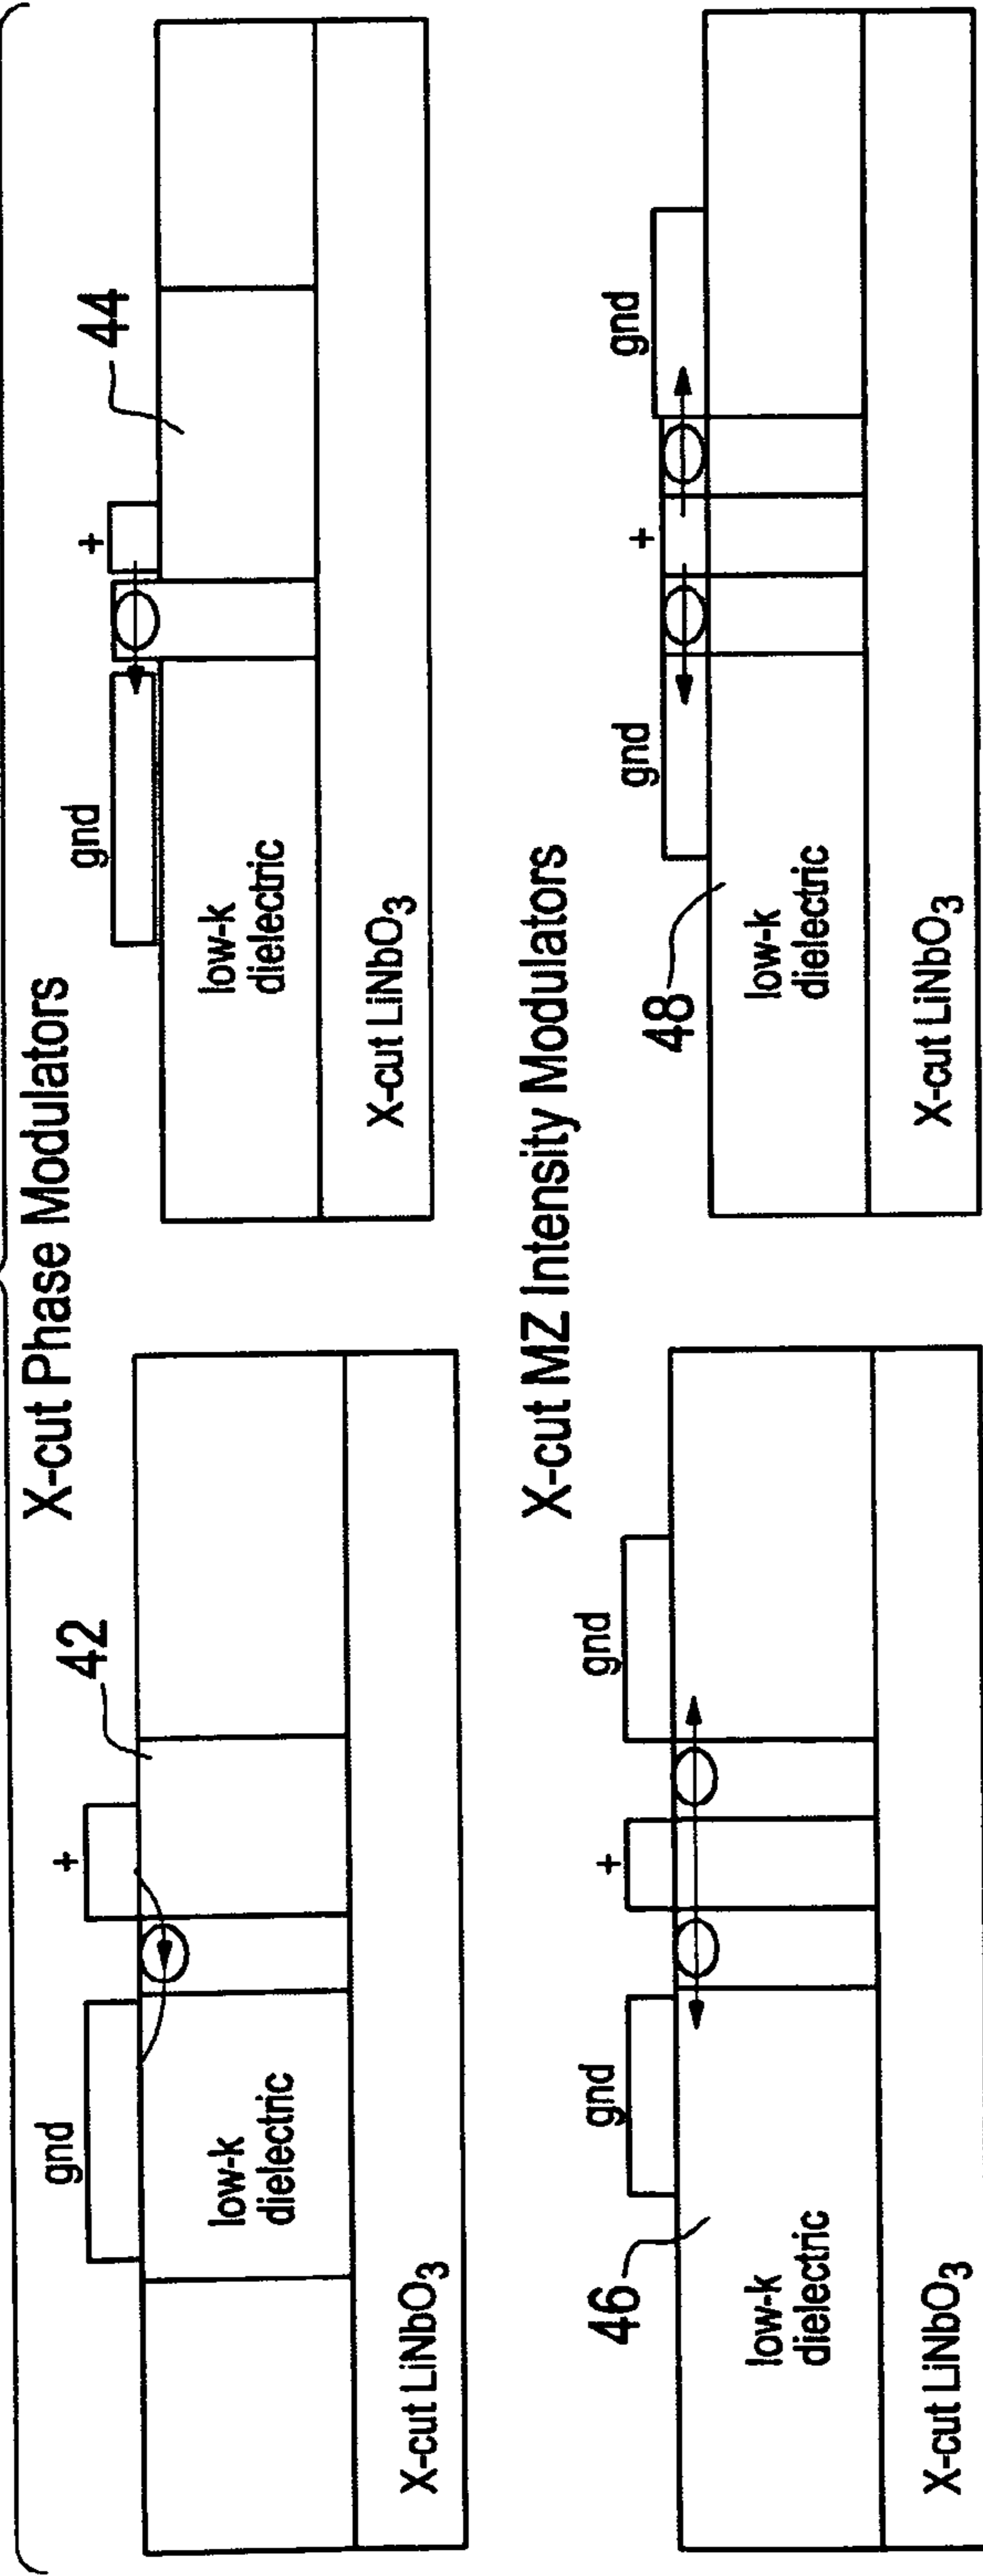 X-cut Phase Modulators
gnd
+
42
low-k
dielectric
X-cut LiNbO3
gnd
+
44
low-k
dielectric
X-cut LiNbO3
X-cut MZ Intensity Modulators
46
gnd
+
gnd
low-k
dielectric
X-cut LiNbO3
48
gnd
+
gnd
low-k
dielectric
X-cut LiNbO3